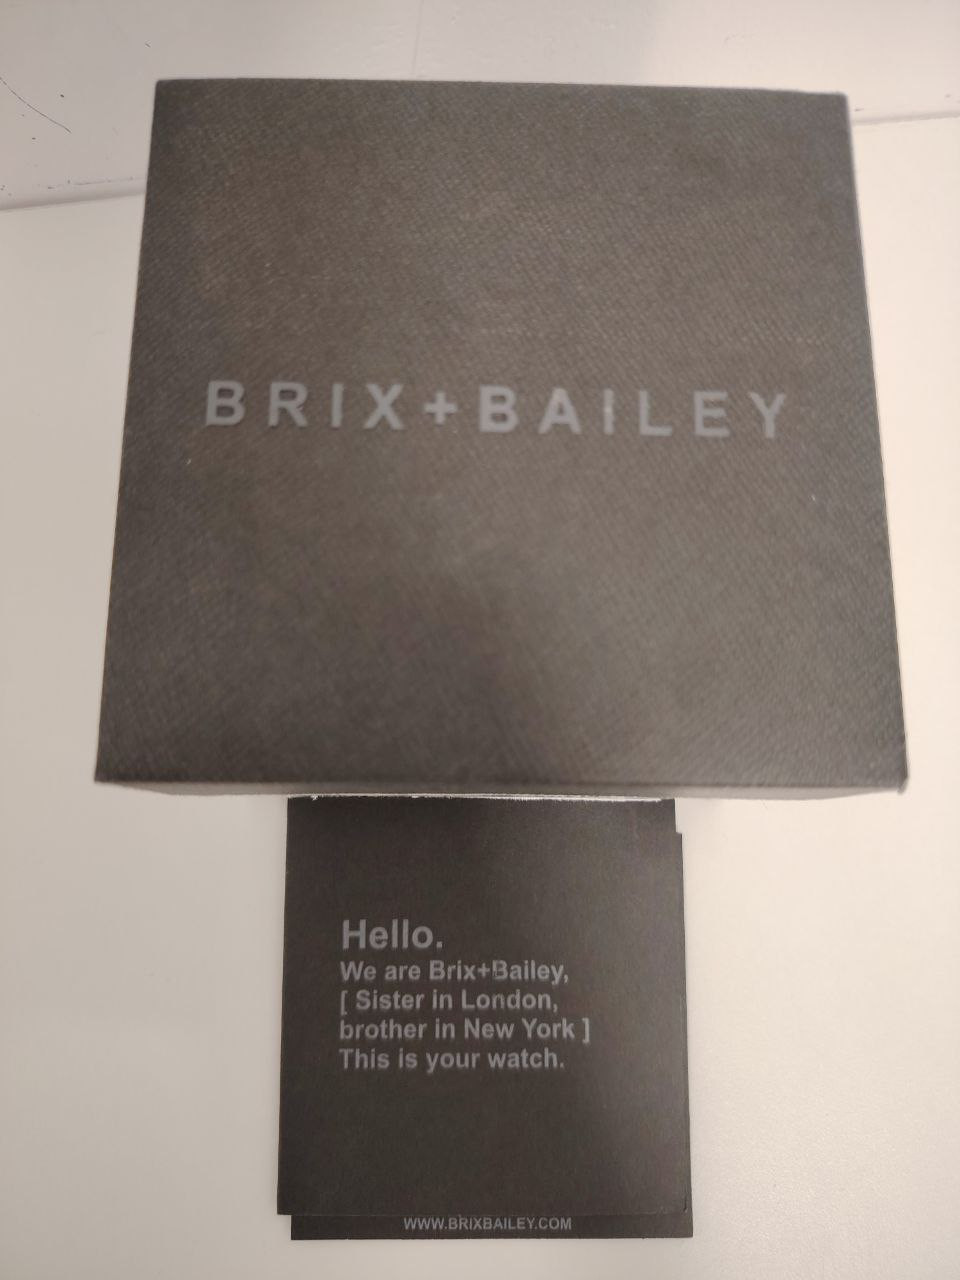 BRIX+BAILEY
Hello.
We are Brix+Bailey,
[ Sister in London,
brother in New York ]
This is your watch.
WWW.BRIXBAILEY.COM